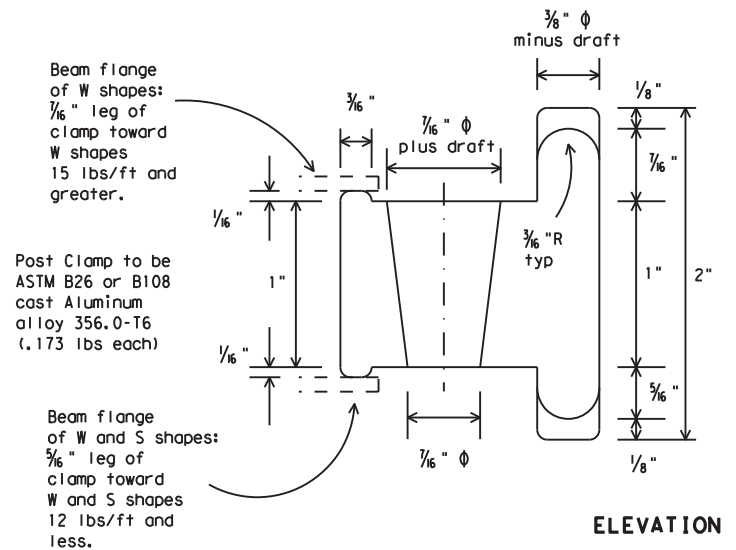 Beam flange
of W shapes:
7/16 " leg of
clamp toward
W shapes
15 lbs/ft and
greater.
3/16 "
7/16 " ϕ
plus draft
3/8 " ϕ
minus draft
1/8 "
7/16 "
1/16 "
3/16 "R
typ
Post Clamp to be
ASTM B26 or B108
cast Aluminum
alloy 356.0-T6
(.173 lbs each)
1"
1"
2"
1/16 "
5/16 "
Beam flange
of W and S shapes:
5/16 " leg of
clamp toward
W and S shapes
12 lbs/ft and
less.
7/16 " ϕ
1/8 "
ELEVATION